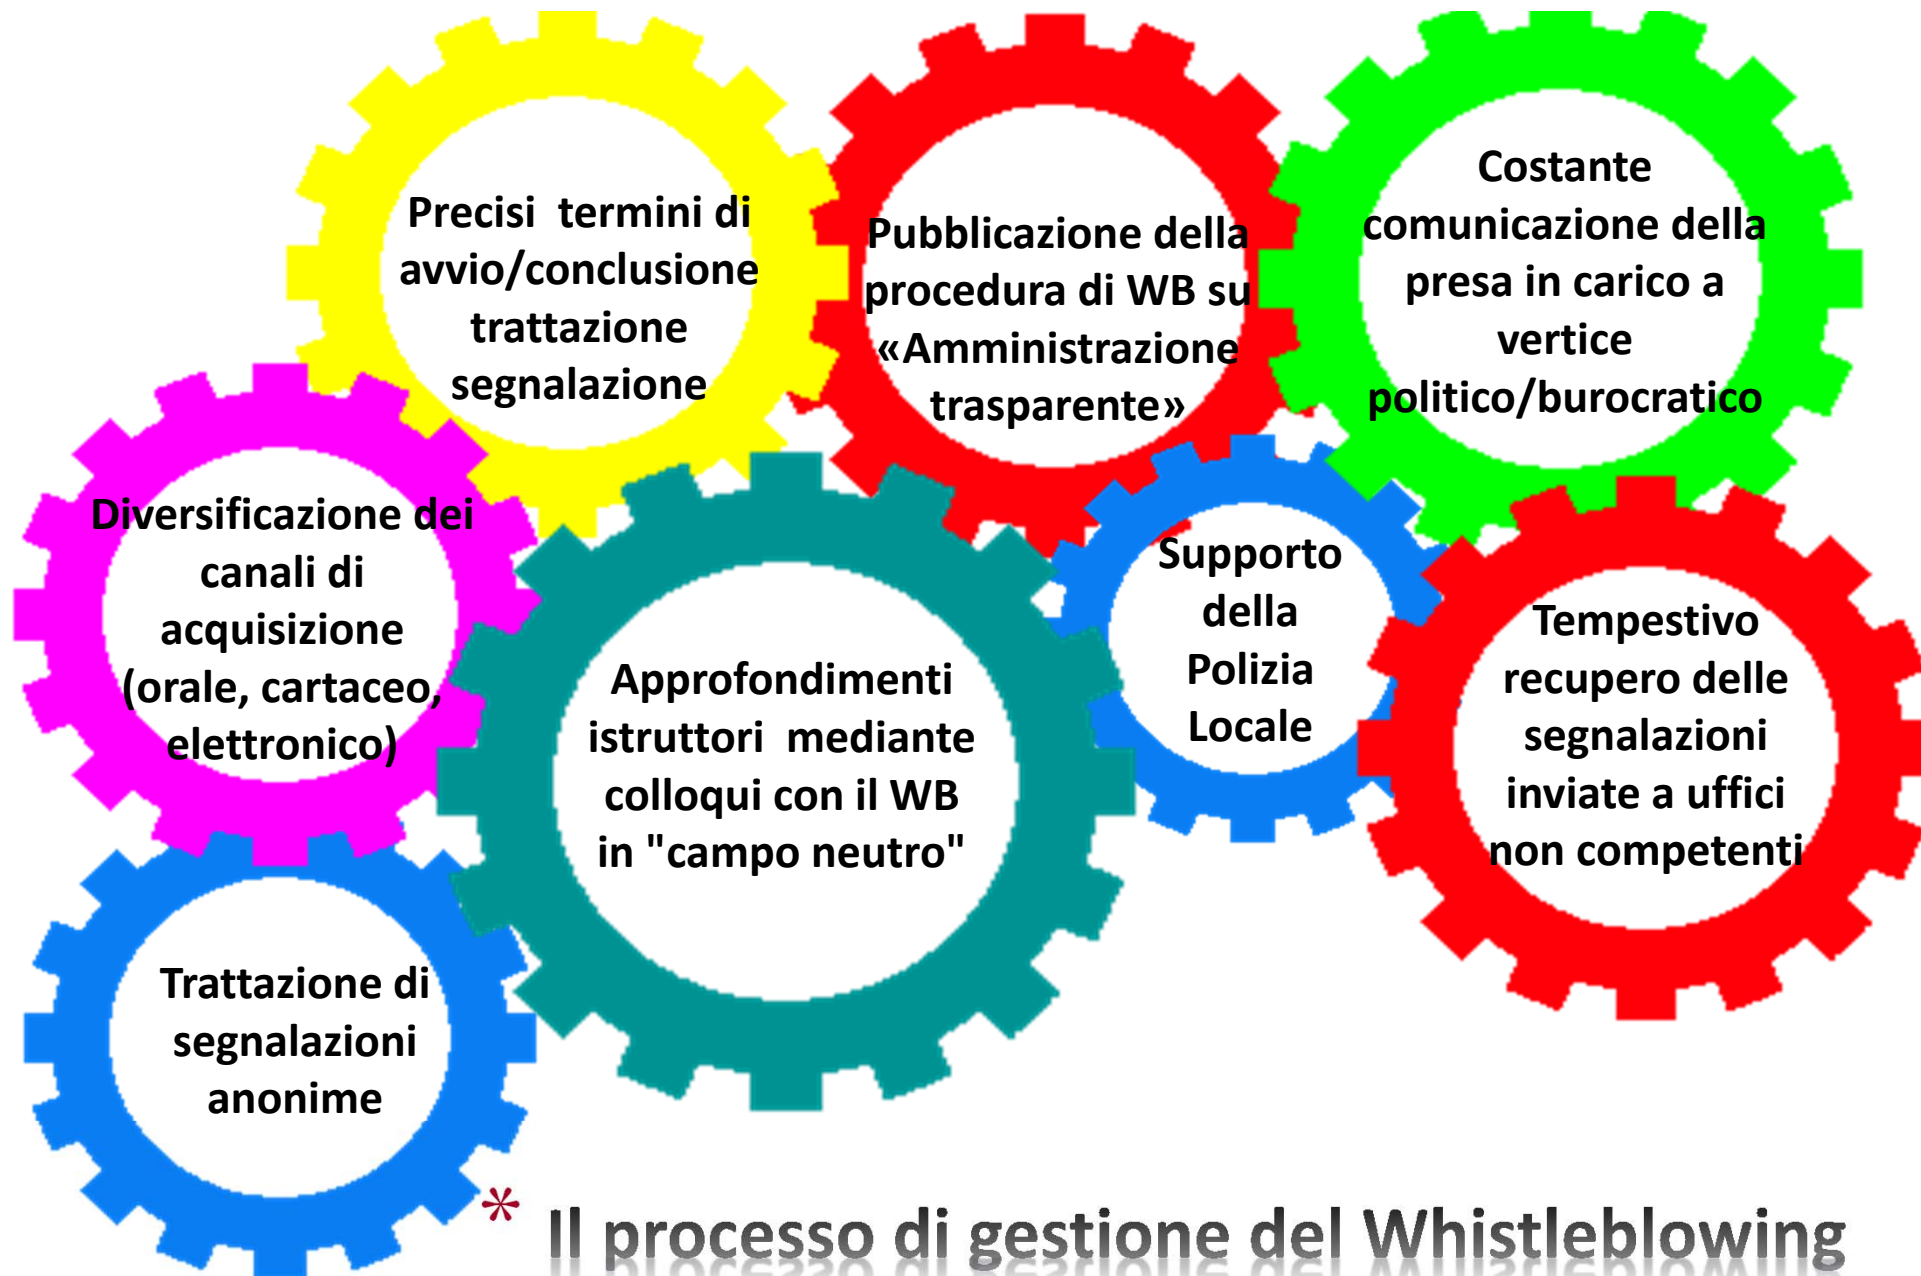 Precisi termini di
avvio/conclusione
trattazione
segnalazione
Pubblicazione della
procedura di WB su
«Amministrazione
trasparente»
Costante
comunicazione della
presa in carico a
vertice
politico/burocratico
Diversificazione dei
canali di
acquisizione
(orale, cartaceo,
elettronico)
Approfondimenti
istruttori mediante
colloqui con il WB
in "campo neutro"
Supporto
della
Polizia
Locale
Tempestivo
recupero delle
segnalazioni
inviate a uffici
non competenti
Trattazione di
segnalazioni
anonime
* Il processo di gestione del Whistleblowing